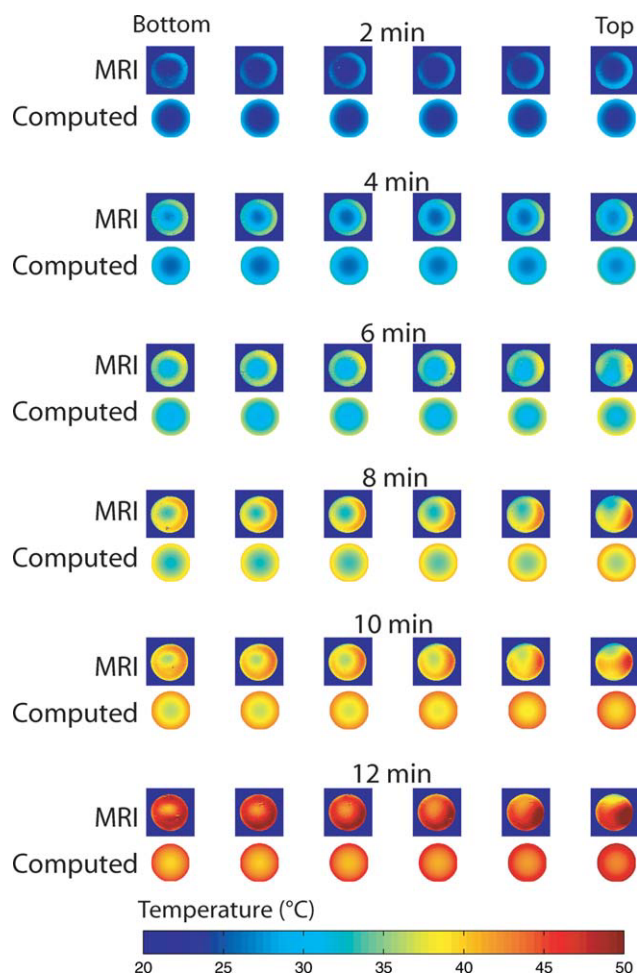 Bottom 2 min Top
MRI
Computed
4 min
MRI
Computed
6 min
MRI
Computed
8 min
MRI
Computed
10 min
MRI
Computed
12 min
MRI
Computed
Temperature (°C)
20 25 30 35 40 45 50